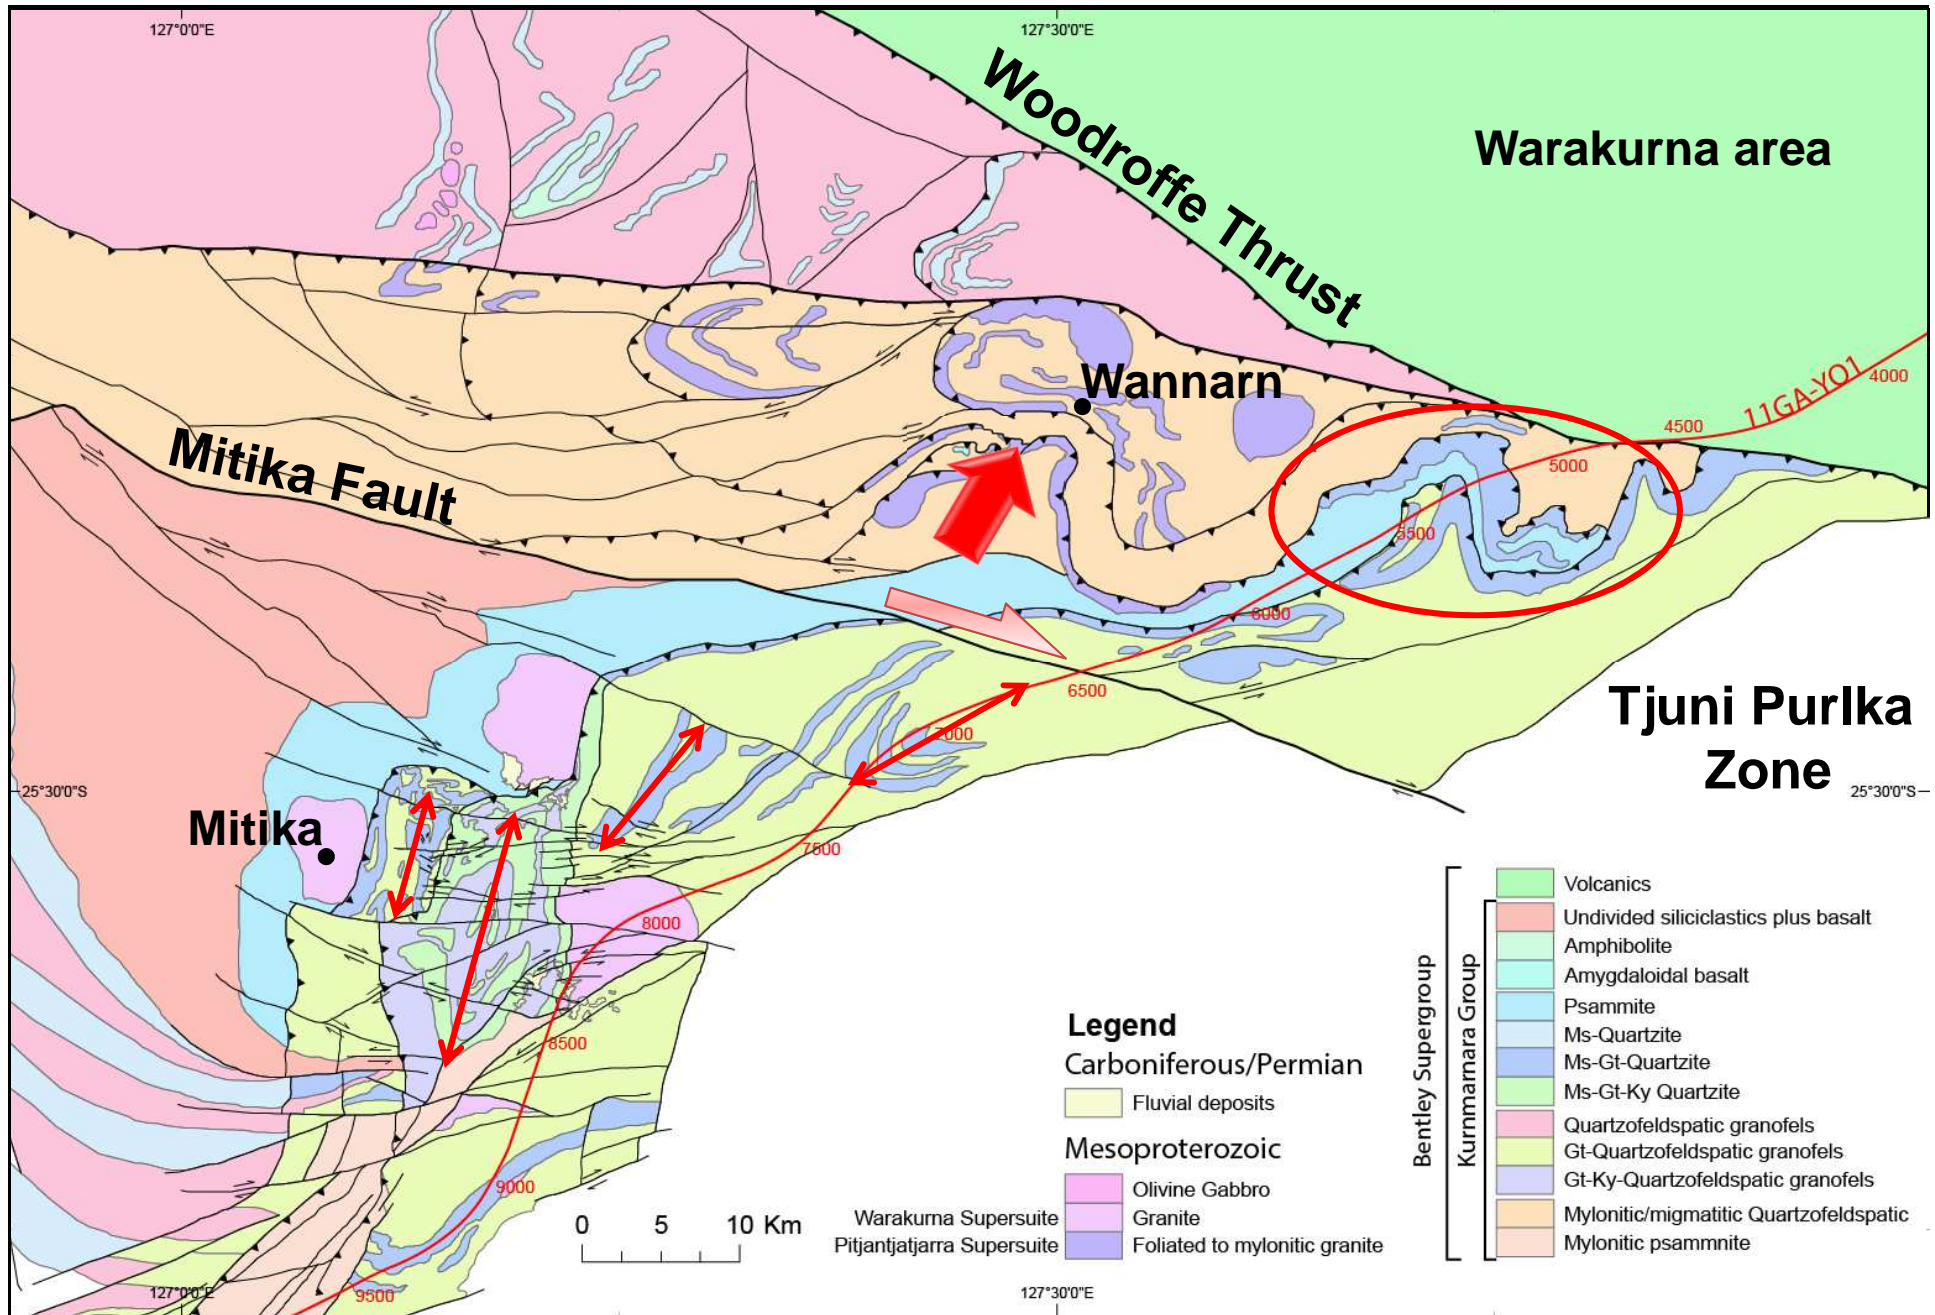 127°0'0"E
127°30'0"E
Woodroffe Thrust
Warakurna area
Wannarn
11GA-YO1
4000
4500
5000
5500
6000
6500
7000
7500
8000
8500
9000
9500
Mitika Fault
Tjuni Purlka
Zone
25°30'0"S
25°30'0"S
Mitika
Legend
Carboniferous/Permian
Fluvial deposits
Mesoproterozoic
Olivine Gabbro
Warakurna Supersuite Granite
Pitjantjatjarra Supersuite Foliated to mylonitic granite
0 5 10 Km
Bentley Supergroup
Kurnmarnara Group
Volcanics
Undivided siliciclastics plus basalt
Amphibolite
Amygdaloidal basalt
Psammite
Ms-Quartzite
Ms-Gt-Quartzite
Ms-Gt-Ky Quartzite
Quartzofeldspatic granofels
Gt-Quartzofeldspatic granofels
Gt-Ky-Quartzofeldspatic granofels
Mylonitic/migmatitic Quartzofeldspatic
Mylonitic psammnite
127°0'0"E
127°30'0"E